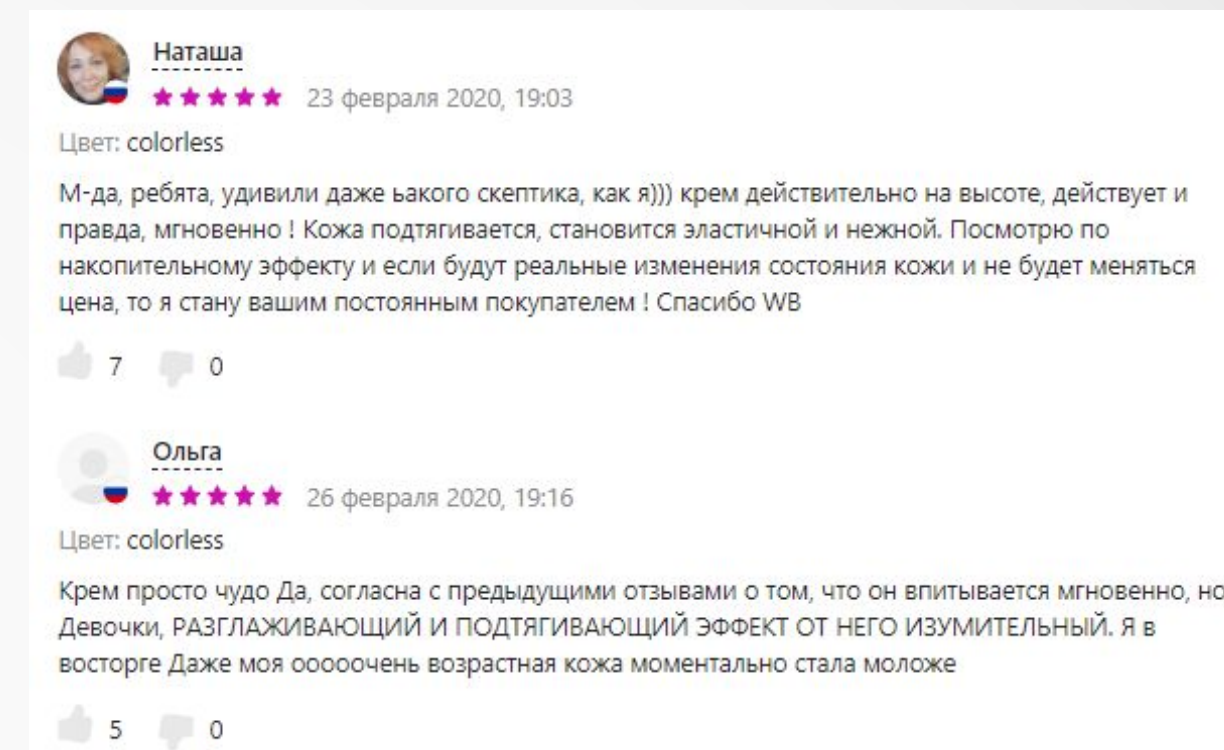 Наташа
23 февраля 2020, 19:03
Цвет: colorless
М-да, ребята, удивили даже ьакого скептика, как я))) крем действительно на высоте, действует и
правда, мгновенно ! Кожа подтягивается, становится эластичной и нежной. Посмотрю по
накопительному эффекту и если будут реальные изменения состояния кожи и не будет меняться
цена, то я стану вашим постоянным покупателем ! Спасибо WB
7 0
Ольга
26 февраля 2020, 19:16
Цвет: colorless
Крем просто чудо Да, согласна с предыдущими отзывами о том, что он впитывается мгновенно, но
Девочки, РАЗГЛАЖИВАЮЩИЙ И ПОДТЯГИВАЮЩИЙ ЭФФЕКТ ОТ НЕГО ИЗУМИТЕЛЬНЫЙ. Я в
восторге Даже моя ооооочень возрастная кожа моментально стала моложе
5 0